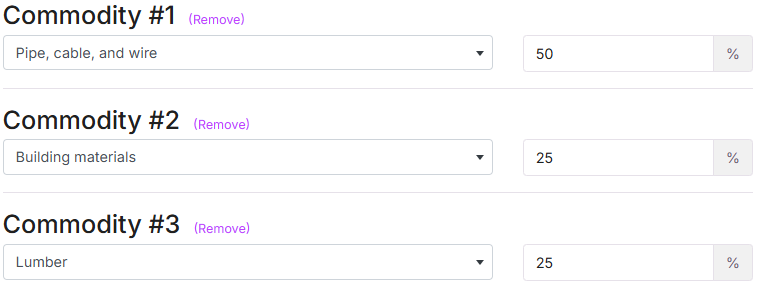 Commodity #1 (Remove)
Pipe, cable, and wire 50 %
Commodity #2 (Remove)
Building materials 25 %
Commodity #3 (Remove)
Lumber 25 %